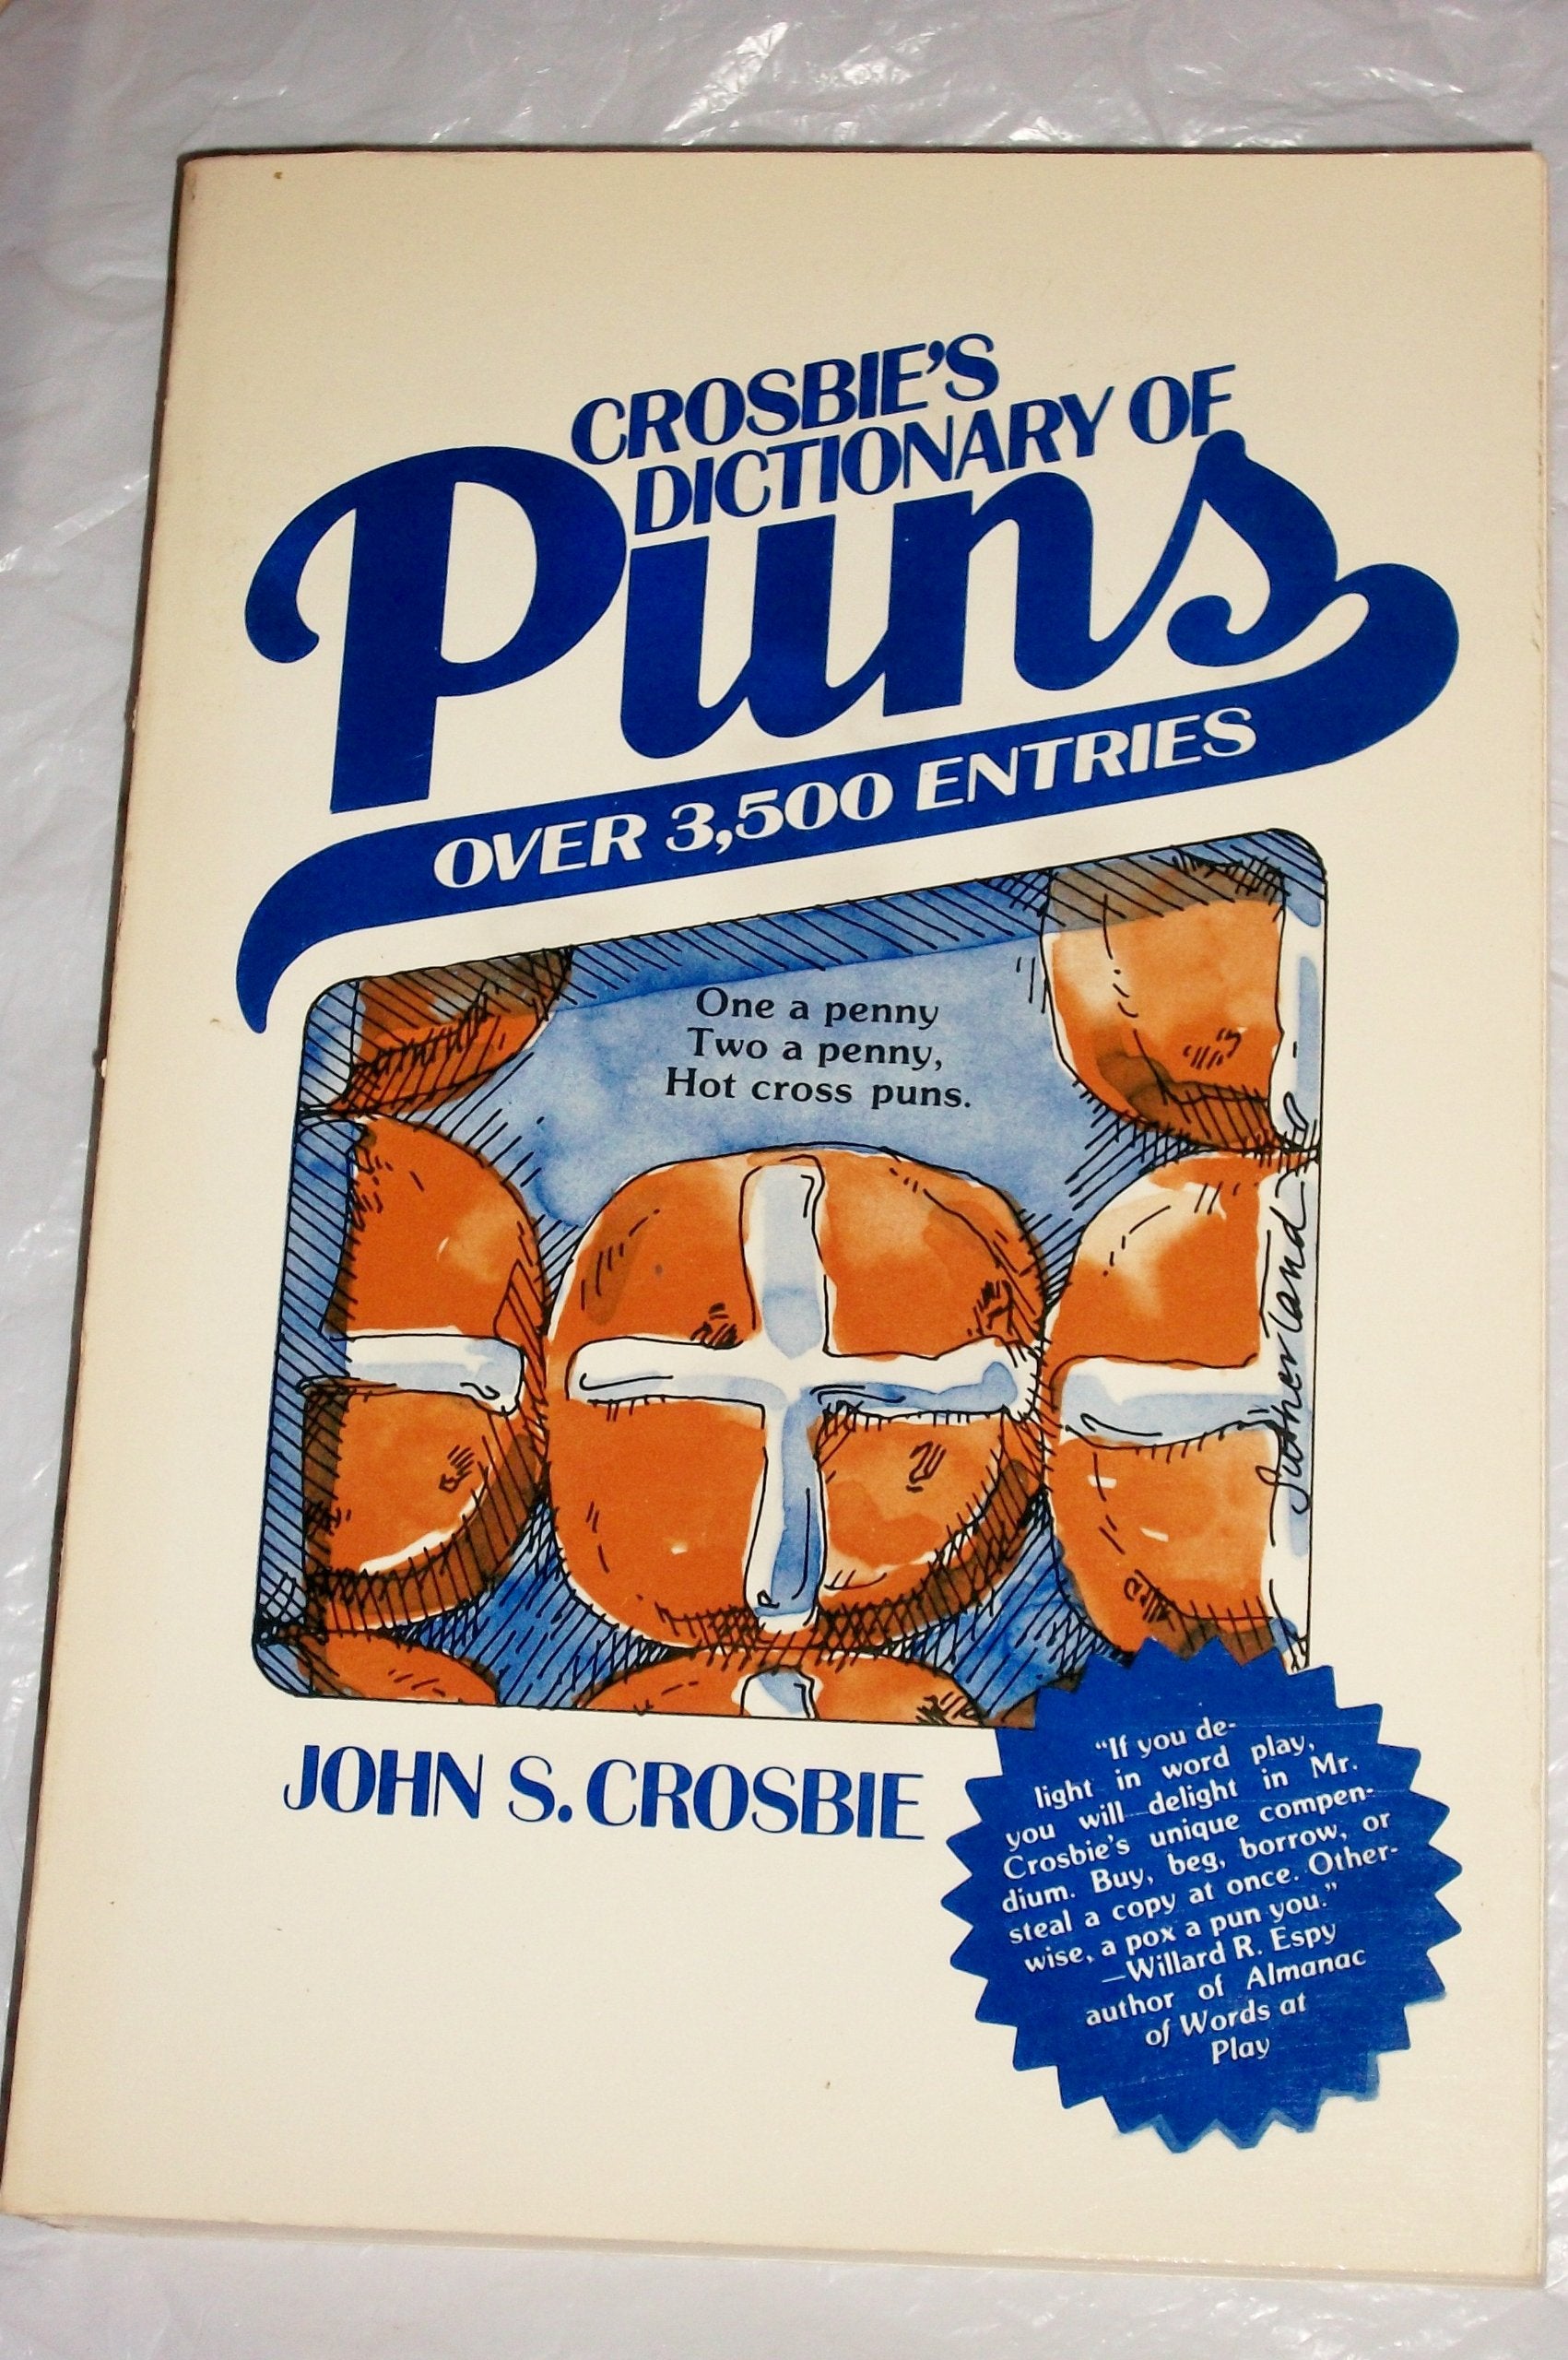 CROSBIE'S
DICTIONARY OF
Puns
OVER 3,500 ENTRIES
One a penny
Two a penny,
Hot cross puns.
Sutherland
JOHN S. CROSBIE
"If you de-
light in word play,
you will delight in Mr.
Crosbie's unique compen-
dium. Buy, beg, borrow, or
steal a copy at once. Other-
wise, a pox a pun you."
—Willard R. Espy
author of Almanac
of Words at
Play